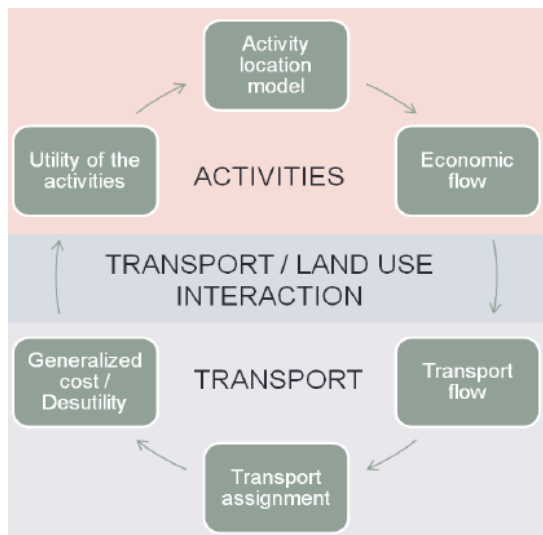 Activity
location
model
Utility of the
activities
ACTIVITIES
Economic
flow
TRANSPORT / LAND USE
INTERACTION
Generalized
cost /
Desutility
TRANSPORT
Transport
flow
Transport
assignment